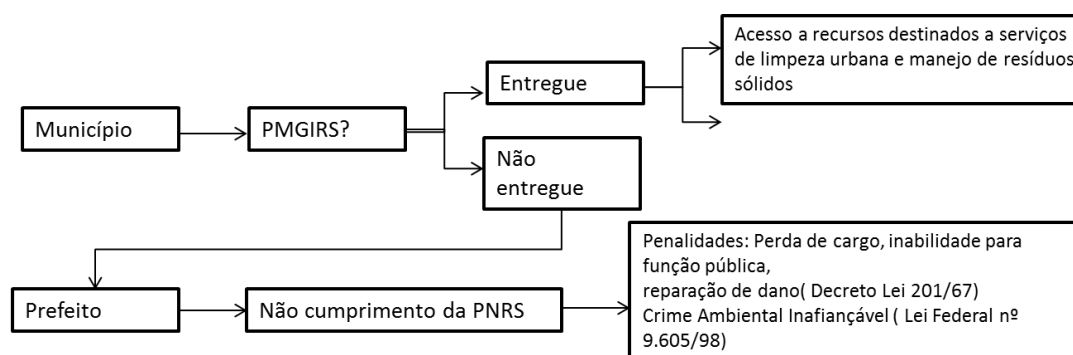 Acesso a recursos destinados a serviços
de limpeza urbana e manejo de resíduos
sólidos
Entregue
Município
PMGIRS?
Não
entregue
Penalidades: Perda de cargo, inabilidade para
função pública,
reparação de dano( Decreto Lei 201/67)
Crime Ambiental Inafiançável ( Lei Federal nº
9.605/98)
Prefeito
Não cumprimento da PNRS